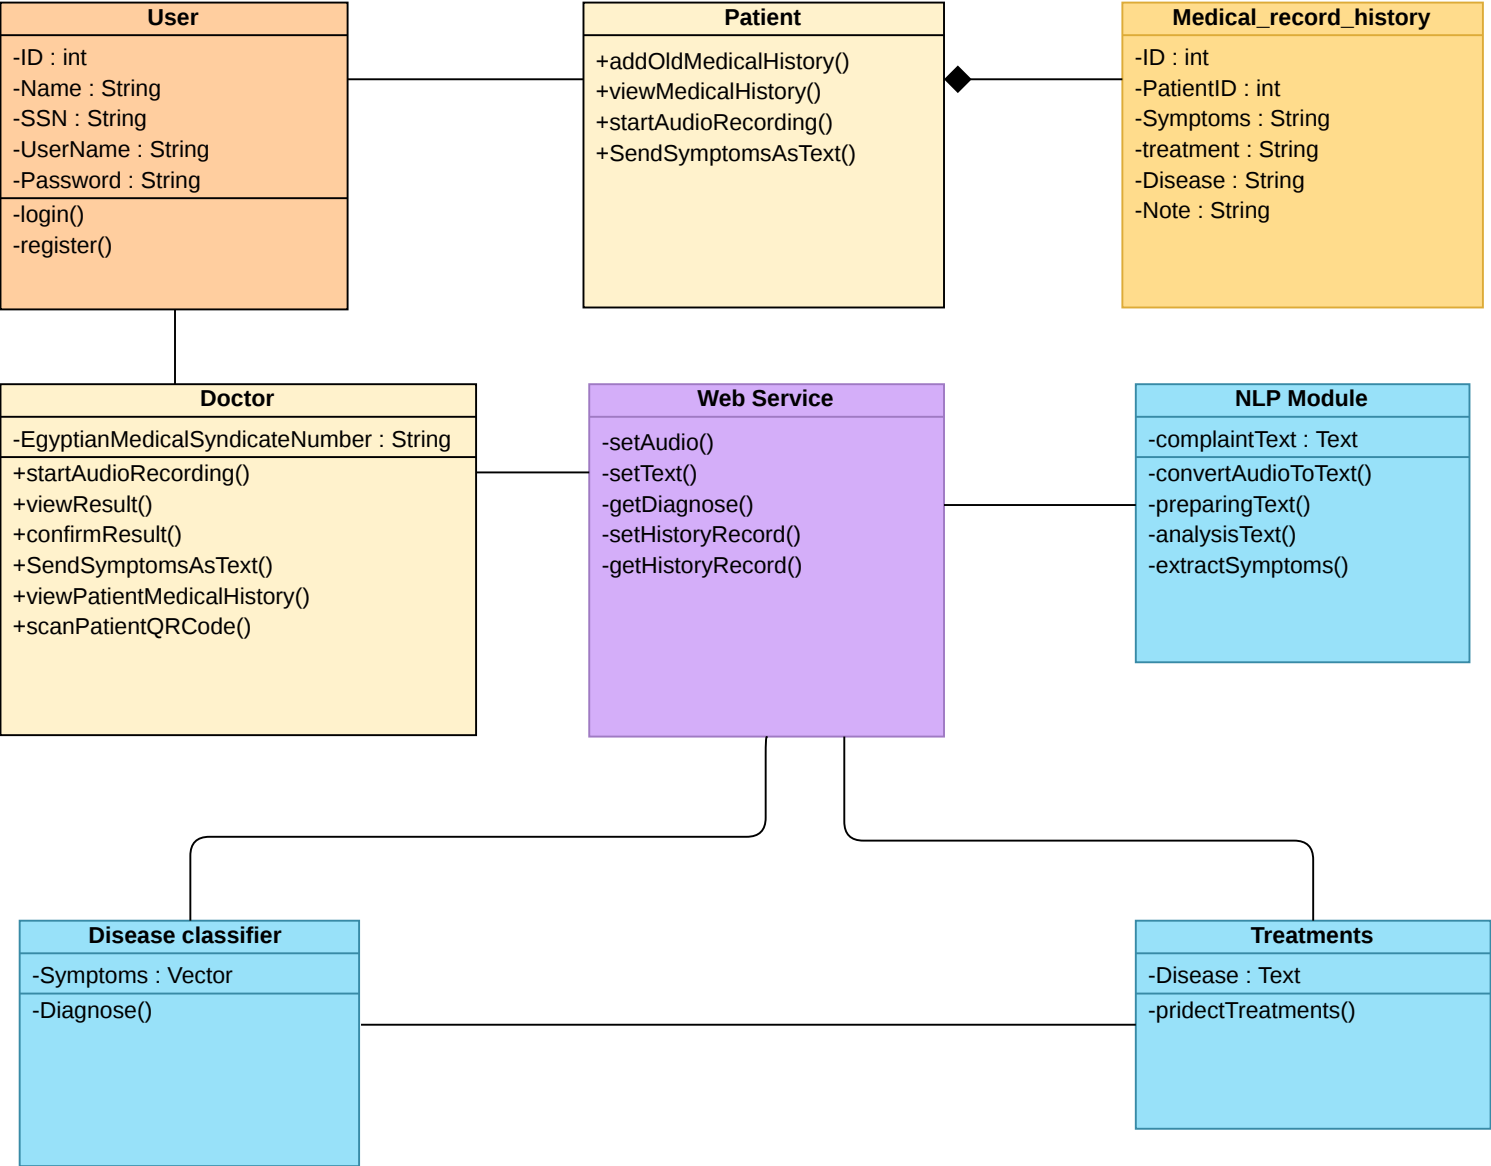 User
-ID : int
-Name : String
-SSN : String
-UserName : String
-Password : String
-login()
-register()
Patient
+addOldMedicalHistory()
+viewMedicalHistory()
+startAudioRecording()
+SendSymptomsAsText()
Medical_record_history
-ID : int
-PatientID : int
-Symptoms : String
-treatment : String
-Disease : String
-Note : String
Doctor
-EgyptianMedicalSyndicateNumber : String
+startAudioRecording()
+viewResult()
+confirmResult()
+SendSymptomsAsText()
+viewPatientMedicalHistory()
+scanPatientQRCode()
Web Service
-setAudio()
-setText()
-getDiagnose()
-setHistoryRecord()
-getHistoryRecord()
NLP Module
-complaintText : Text
-convertAudioToText()
-preparingText()
-analysisText()
-extractSymptoms()
Disease classifier
-Symptoms : Vector
-Diagnose()
Treatments
-Disease : Text
-pridectTreatments()